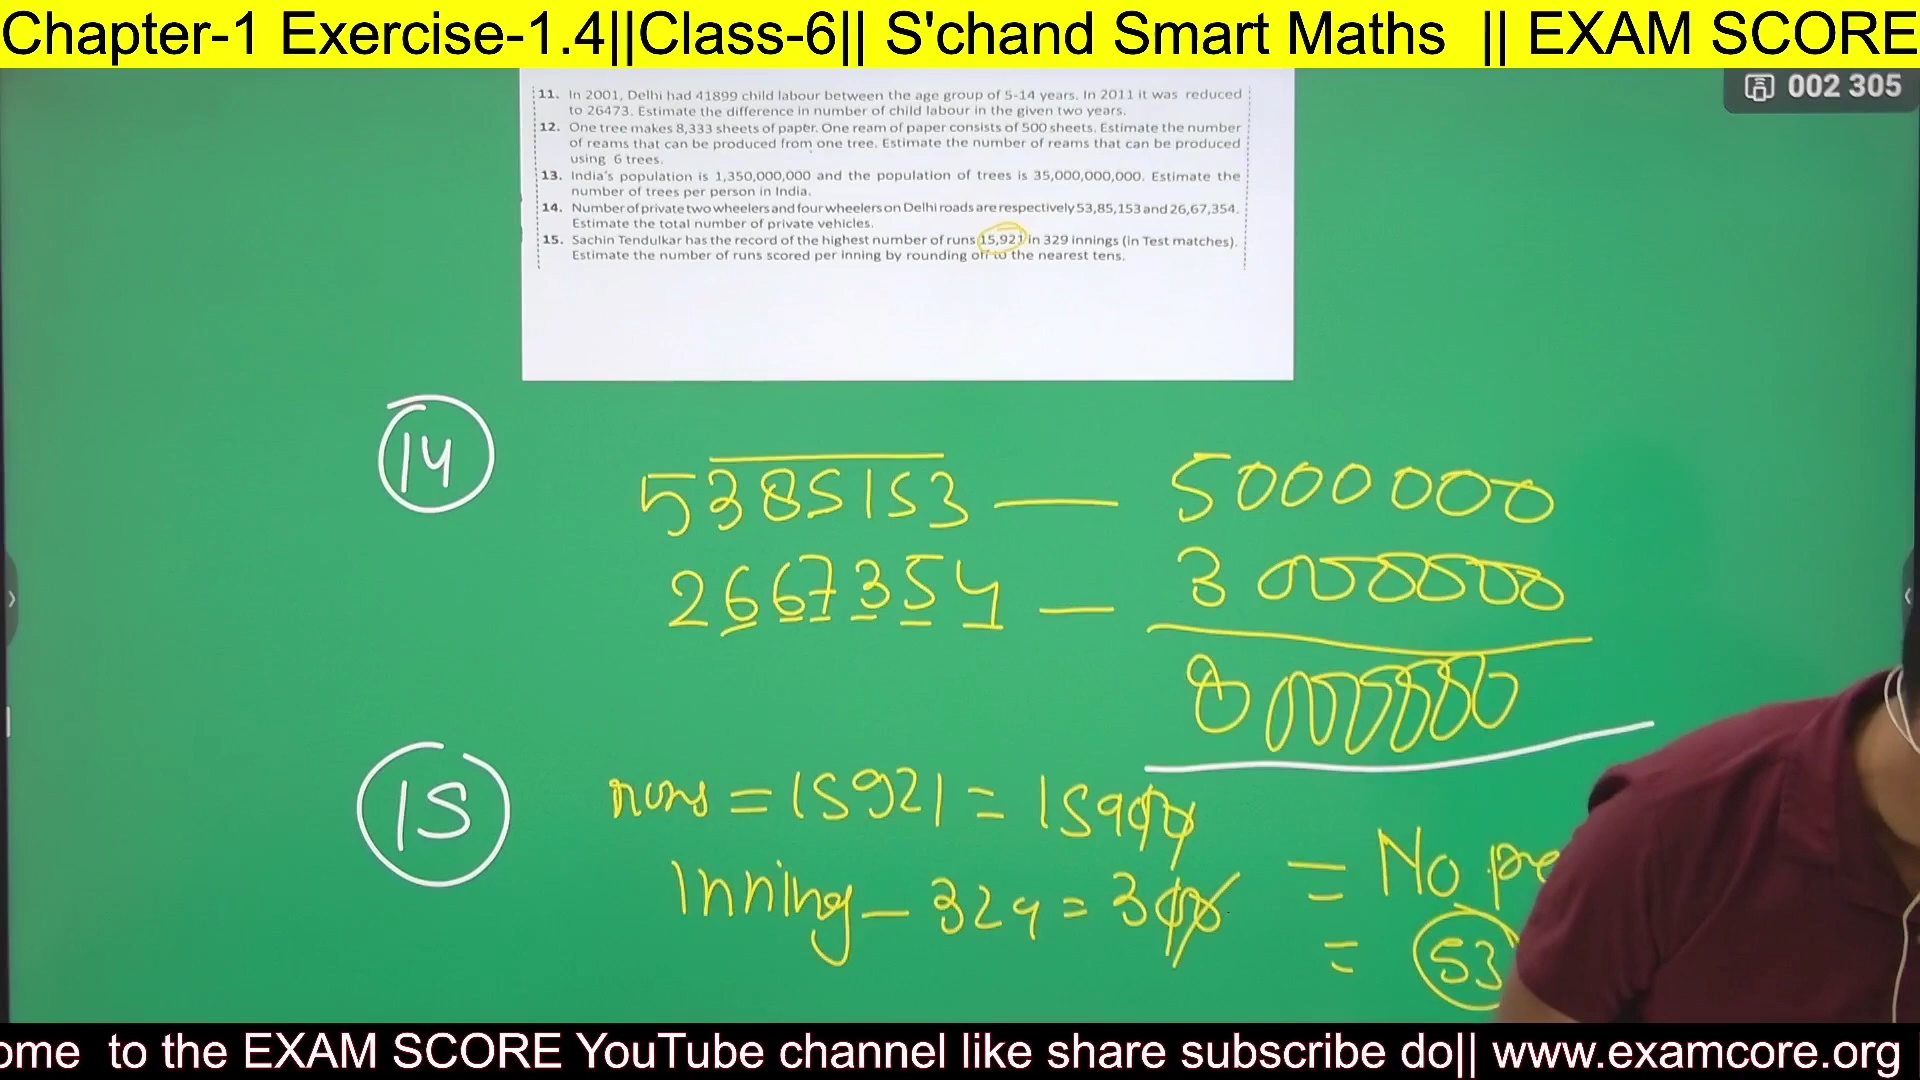 Chapter-1 Exercise-1.4||Class-6|| S'chand Smart Maths || EXAM SCORE
002 305
11. In 2001, Delhi had 41899 child labour between the age group of 5-14 years. In 2011 it was reduced
to 26473. Estimate the difference in number of child labour in the given two years.
12. One tree makes 8,333 sheets of paper. One ream of paper consists of 500 sheets. Estimate the number
of reams that can be produced from one tree. Estimate the number of reams that can be produced
using 6 trees.
13. India's population is 1,350,000,000 and the population of trees is 35,000,000,000. Estimate the
number of trees per person in India.
14. Number of private two wheelers and four wheelers on Delhi roads are respectively 53,85,153 and 26,67,354.
Estimate the total number of private vehicles.
15. Sachin Tendulkar has the record of the highest number of runs 15,921 in 329 innings (in Test matches).
Estimate the number of runs scored per inning by rounding off to the nearest tens.
14
5385153 — 5000000
2667354 — 3000000
8000000
15
runs = 15921 = 15900
Inning — 329 = 300
= No
= 53
to the EXAM SCORE YouTube channel like share subscribe do|| www.examcore.org